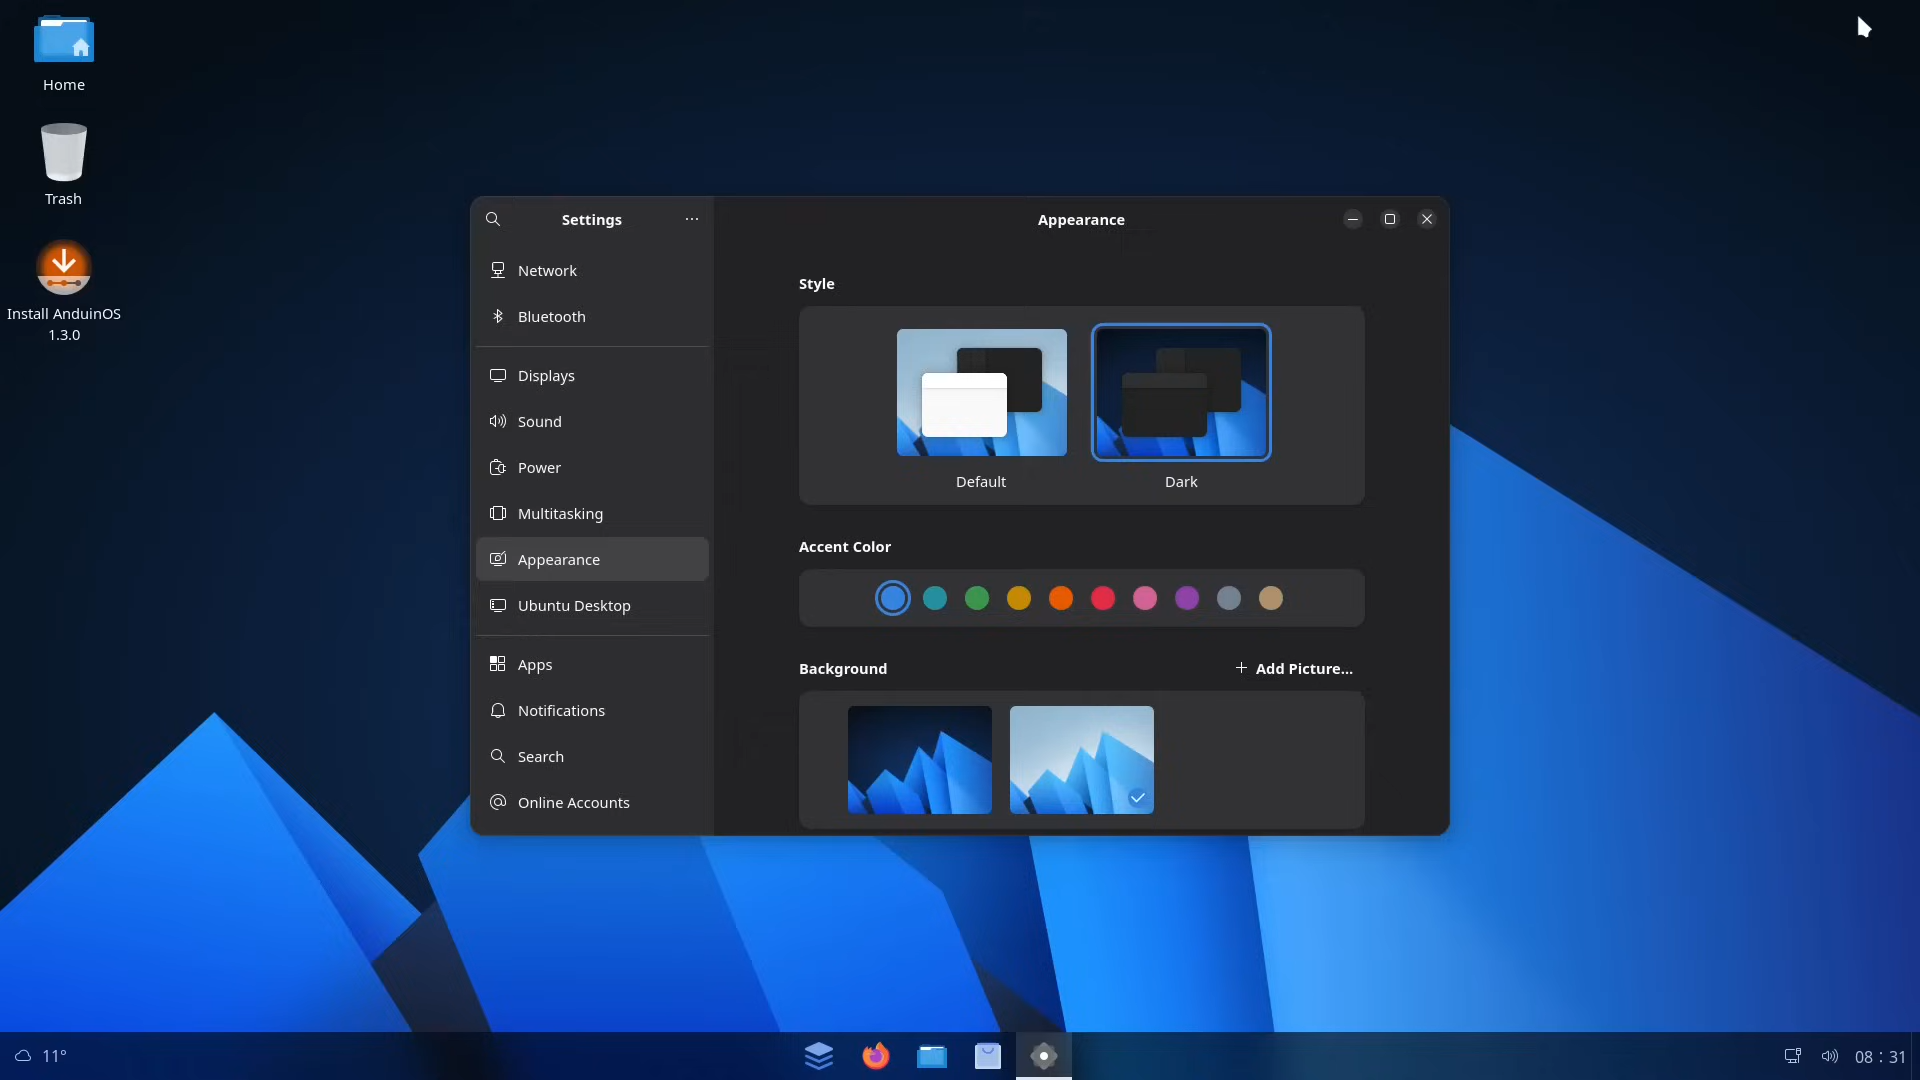 Home
Trash
Install AnduinOS
1.3.0
Settings
Network
Bluetooth
Displays
Sound
Power
Multitasking
Appearance
Ubuntu Desktop
Apps
Notifications
Search
Online Accounts
Appearance
Style
Default
Dark
Accent Color
Background
Add Picture...
11°
08 : 31